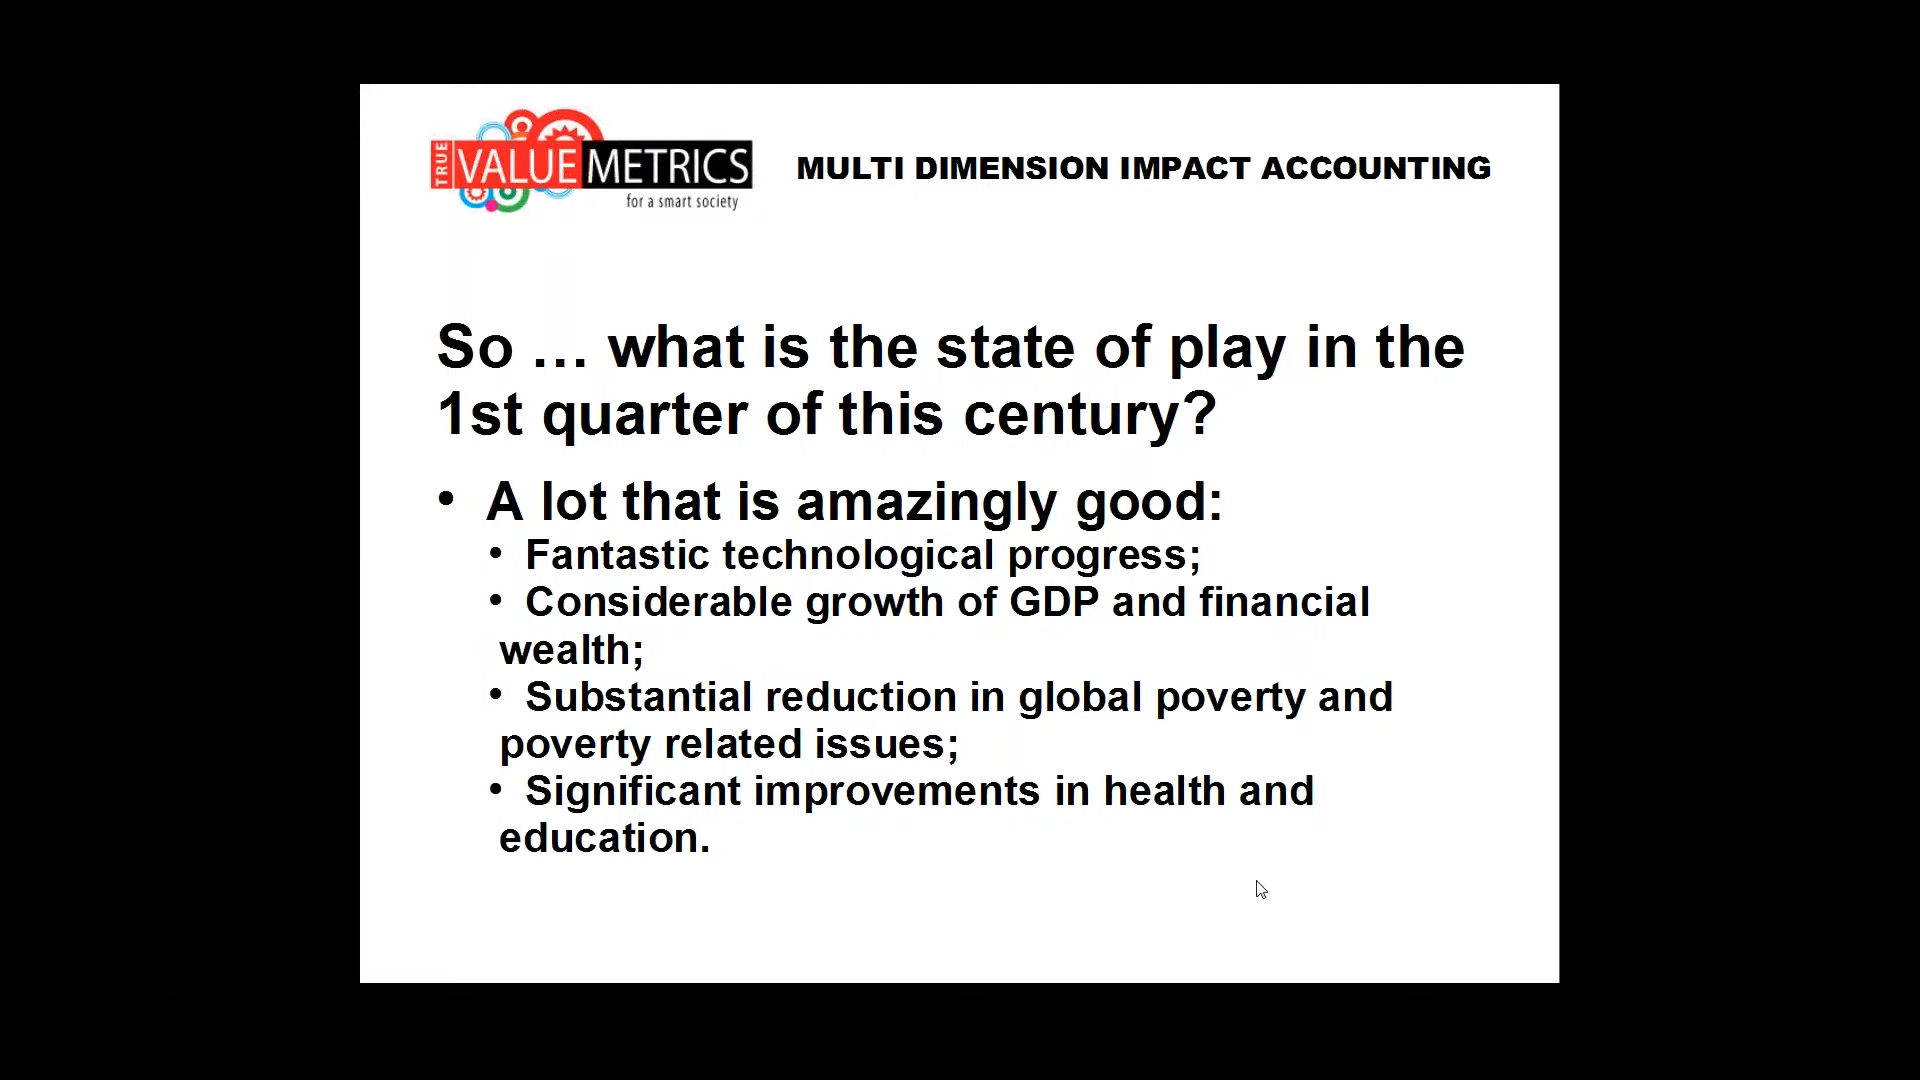 TRUE VALUE METRICS
for a smart society
MULTI DIMENSION IMPACT ACCOUNTING
So … what is the state of play in the
1st quarter of this century?
• A lot that is amazingly good:
• Fantastic technological progress;
• Considerable growth of GDP and financial
wealth;
• Substantial reduction in global poverty and
poverty related issues;
• Significant improvements in health and
education.